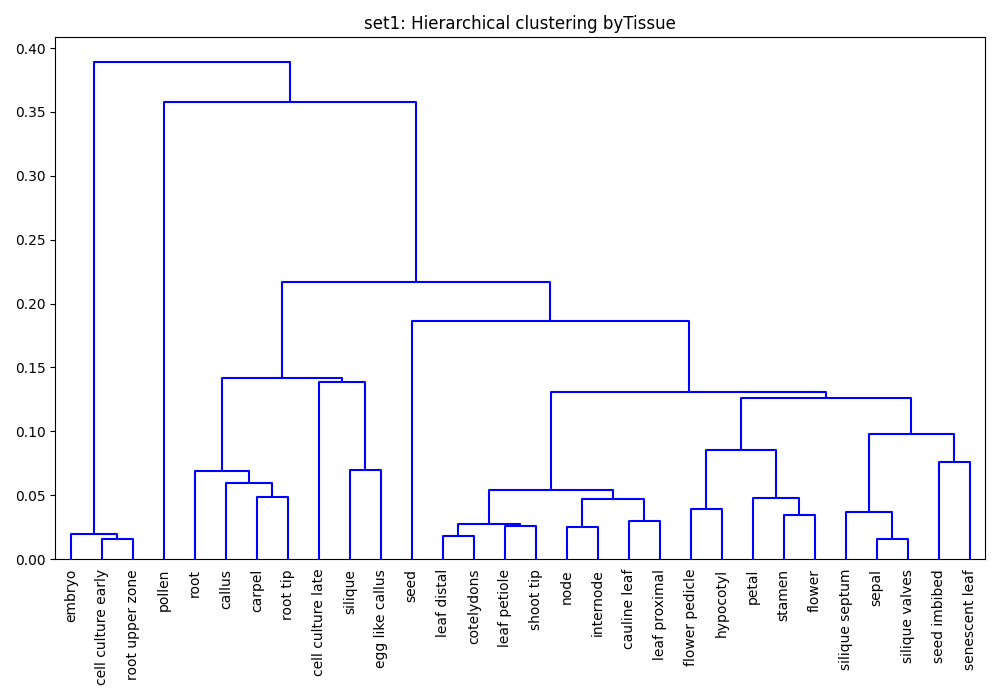 set1: Hierarchical clustering byTissue
0.40
0.35
0.30
0.25
0.20
0.15
0.10
0.05
0.00
embryo
cell culture early
root upper zone
pollen
root
callus
carpel
root tip
cell culture late
silique
egg like callus
seed
leaf distal
cotelydons
leaf petiole
shoot tip
node
internode
cauline leaf
leaf proximal
flower pedicle
hypocotyl
petal
stamen
flower
silique septum
sepal
silique valves
seed imbibed
senescent leaf